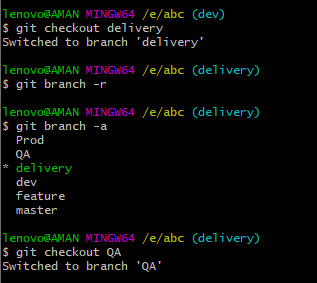 lenovo@AMAN MINGW64 /e/abc (dev)
$ git checkout delivery
Switched to branch 'delivery'
lenovo@AMAN MINGW64 /e/abc (delivery)
$ git branch -r
lenovo@AMAN MINGW64 /e/abc (delivery)
$ git branch -a
Prod
QA
* delivery
dev
feature
master
lenovo@AMAN MINGW64 /e/abc (delivery)
$ git checkout QA
Switched to branch 'QA'